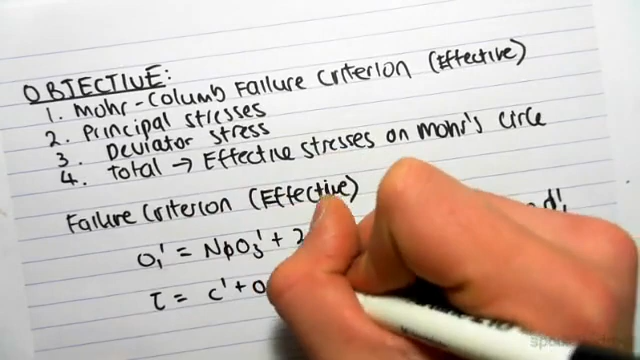 OBJECTIVE:
1. Mohr-Columb Failure Criterion (Effective)
2. Principal stresses
3. Deviator stress
4. Total → Effective stresses on Mohr's Circle
Failure Criterion (Effective)
σ₁' = Nϕσ₃' + 2
τ = c' + σ